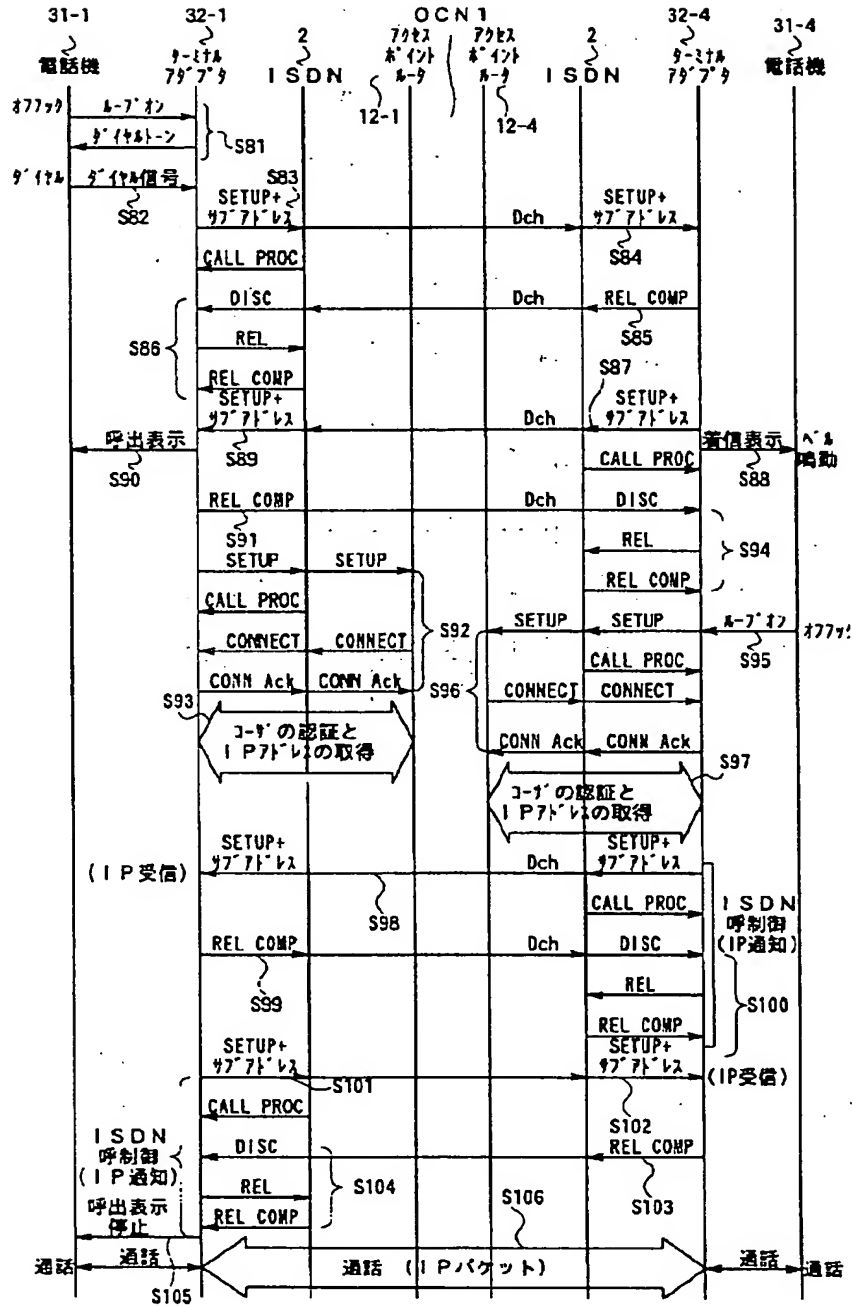 31-1
32-1
2
OCN1
2
32-4
31-4
電話機
ターミナル
アダプタ
ISDN
アクセス
ポイント
ルータ
アクセス
ポイント
ルータ
ISDN
ターミナル
アダプタ
電話機
12-1
12-4
オフフック
ループオン
ダイヤルトーン
S81
ダイヤル
ダイヤル信号
S82
S83
SETUP+
サブアドレス
Dch
SETUP+
サブアドレス
S84
CALL PROC
DISC
Dch
REL COMP
S85
S86
REL
REL COMP
S87
SETUP+
サブアドレス
Dch
SETUP+
サブアドレス
呼出表示
S89
着信表示
ベル
鳴動
S90
CALL PROC
S88
REL COMP
Dch
DISC
S91
REL
S94
SETUP
SETUP
REL COMP
CALL PROC
S92
SETUP
SETUP
ループオン
オフフック
S95
CONNECT
CONNECT
CALL PROC
CONN Ack
CONN Ack
S96
CONNECT
CONNECT
S93
ユーザの認証と
IPアドレスの取得
CONN Ack
CONN Ack
S97
ユーザの認証と
IPアドレスの取得
(IP受信)
SETUP+
サブアドレス
Dch
SETUP+
サブアドレス
S98
CALL PROC
ISDN
呼制御
(IP通知)
REL COMP
Dch
DISC
S99
REL
S100
REL COMP
SETUP+
サブアドレス
S101
SETUP+
サブアドレス
(IP受信)
S102
CALL PROC
ISDN
呼制御
(IP通知)
DISC
REL COMP
S104
S103
REL
REL COMP
S106
呼出表示
停止
通話
通話
通話 (IPパケット)
通話
通話
S105